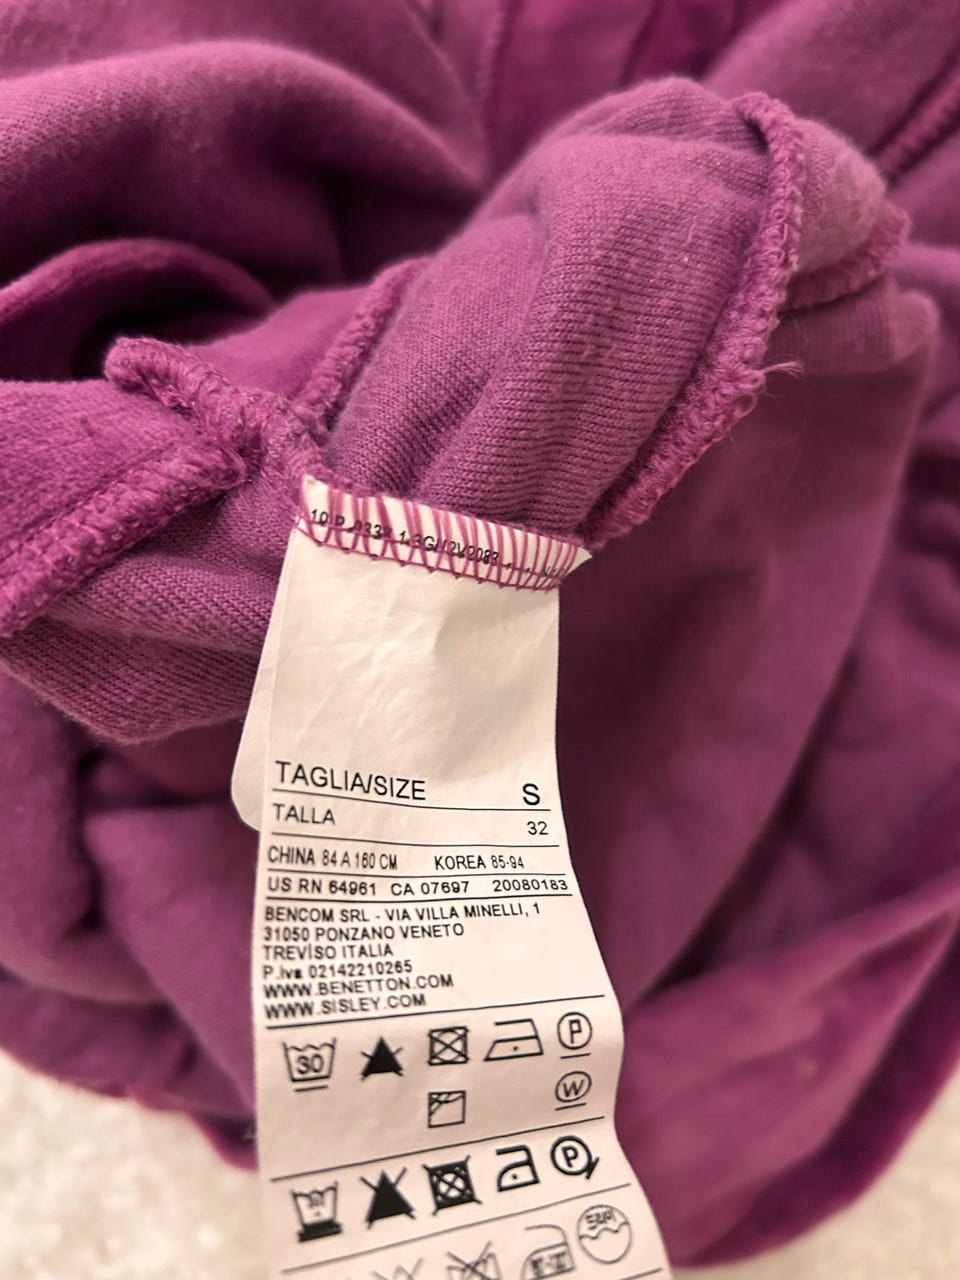 TAGLIA/SIZE S
TALLA 32
CHINA 84 A 160 CM KOREA 85-94
US RN 64961 CA 07697 20080183
BENCOM SRL - VIA VILLA MINELLI, 1
31050 PONZANO VENETO
TREVISO ITALIA
P.Iva 02142210265
WWW.BENETTON.COM
WWW.SISLEY.COM
30 P
W
P